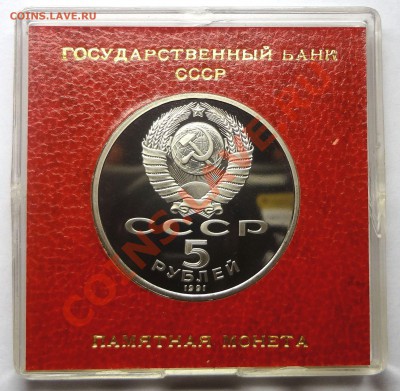 COINS.LAVE.RU
ГОСУДАРСТВЕННЫЙ БАНК
СССР
СССР
5
РУБЛЕЙ
1991
ПАМЯТНАЯ МОНЕТА
COINS.LAVE.RU